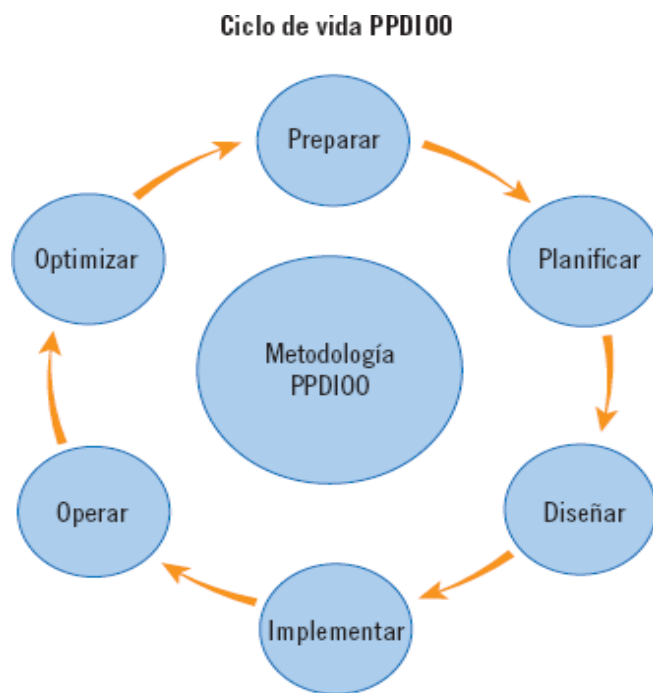 Ciclo de vida PPDIOO
Preparar
Planificar
Diseñar
Implementar
Operar
Optimizar
Metodología
PPDIOO